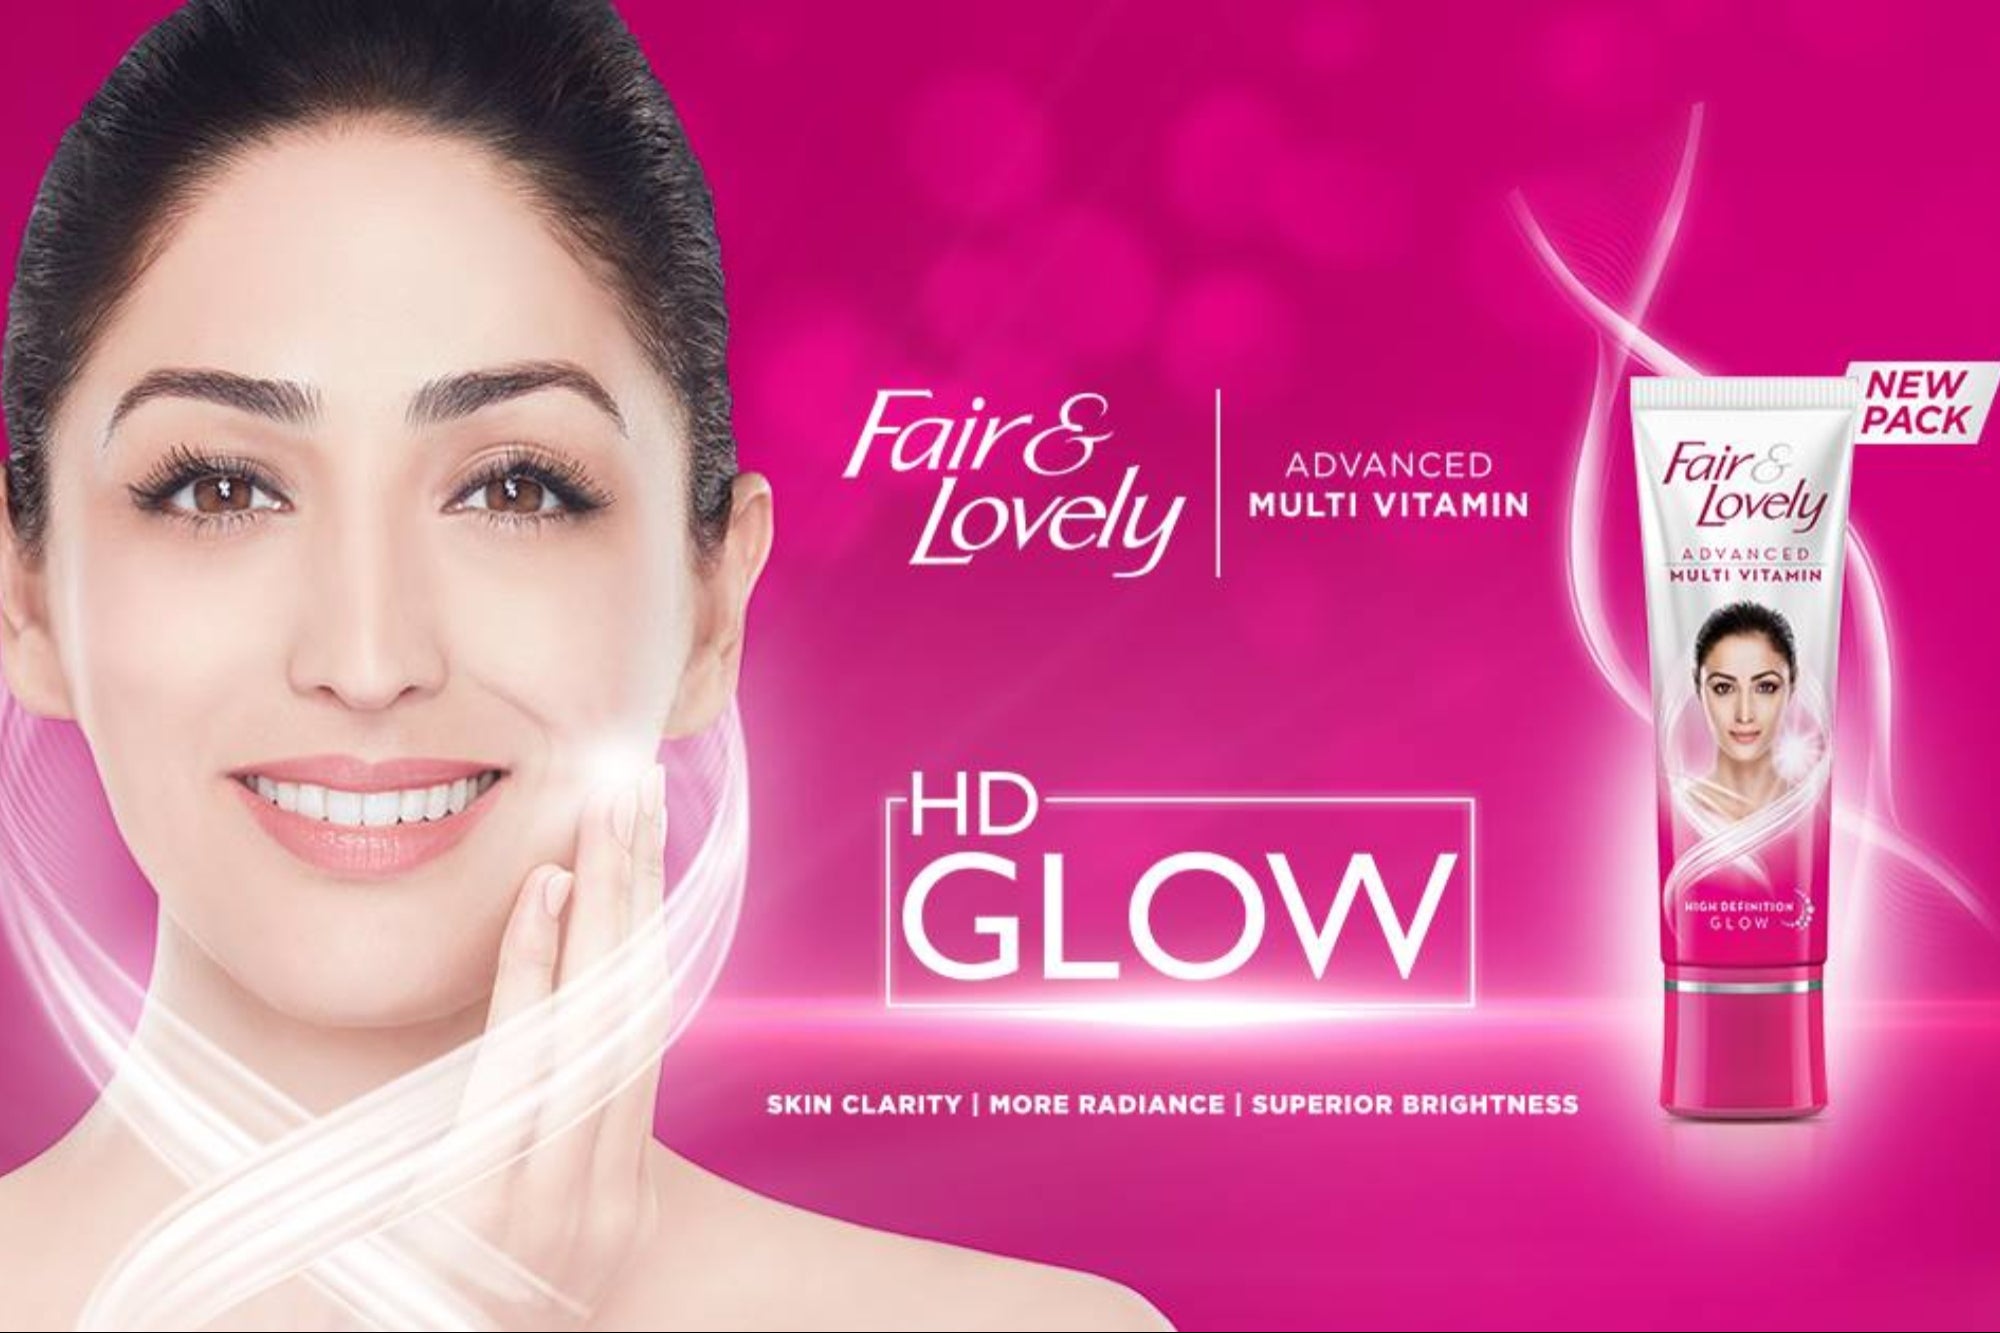 Fair &
Lovely
ADVANCED
MULTI VITAMIN
HD
GLOW
SKIN CLARITY | MORE RADIANCE | SUPERIOR BRIGHTNESS
NEW
PACK
Fair &
Lovely
ADVANCED
MULTI VITAMIN
HIGH DEFINITION
GLOW